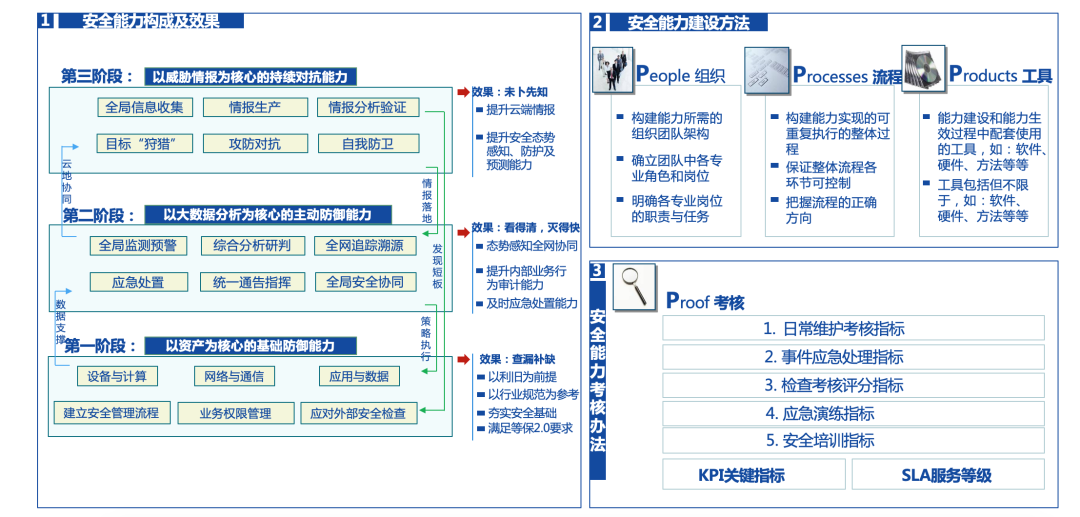 1 安全能力构成及效果
第三阶段： 以威胁情报为核心的持续对抗能力
全局信息收集 情报生产 情报分析验证
目标“狩猎” 攻防对抗 自我防卫
效果：未卜先知
提升云端情报
提升安全态势
感知、防护及
预测能力
云地协同
情报落地
第二阶段： 以大数据分析为核心的主动防御能力
全局监测预警 综合分析研判 全网追踪溯源
应急处置 统一通告指挥 全局安全协同
效果：看得清，灭得快
态势感知全网协同
提升内部业务行
为审计能力
及时应急处置能力
发现短板
数据支撑
策略执行
第一阶段： 以资产为核心的基础防御能力
设备与计算 网络与通信 应用与数据
建立安全管理流程 业务权限管理 应对外部安全检查
效果：查漏补缺
以利旧为前提
以行业规范为参考
夯实安全基础
满足等保2.0要求
2 安全能力建设方法
People 组织
构建能力所需的
组织团队架构
确立团队中各专
业角色和岗位
明确各专业岗位
的职责与任务
Processes 流程
构建能力实现的可
重复执行的整体过
程
保证整体流程各
环节可控制
把握流程的正确
方向
Products 工具
能力建设和能力生
效过程中配套使用
的工具，如：软件、
硬件、方法等等
工具包括但不限
于，如：软件、
硬件、方法等等
3
安全能力考核办法
Proof 考核
1. 日常维护考核指标
2. 事件应急处理指标
3. 检查考核评分指标
4. 应急演练指标
5. 安全培训指标
KPI关键指标 SLA服务等级